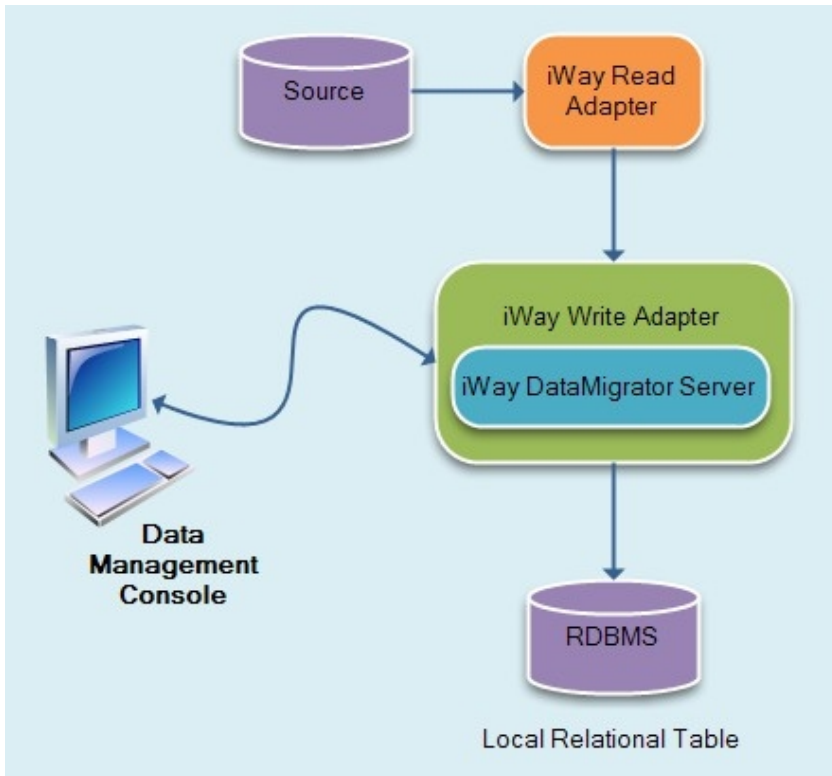 Source
iWay Read
Adapter
iWay Write Adapter
iWay DataMigrator Server
Data
Management
Console
RDBMS
Local Relational Table